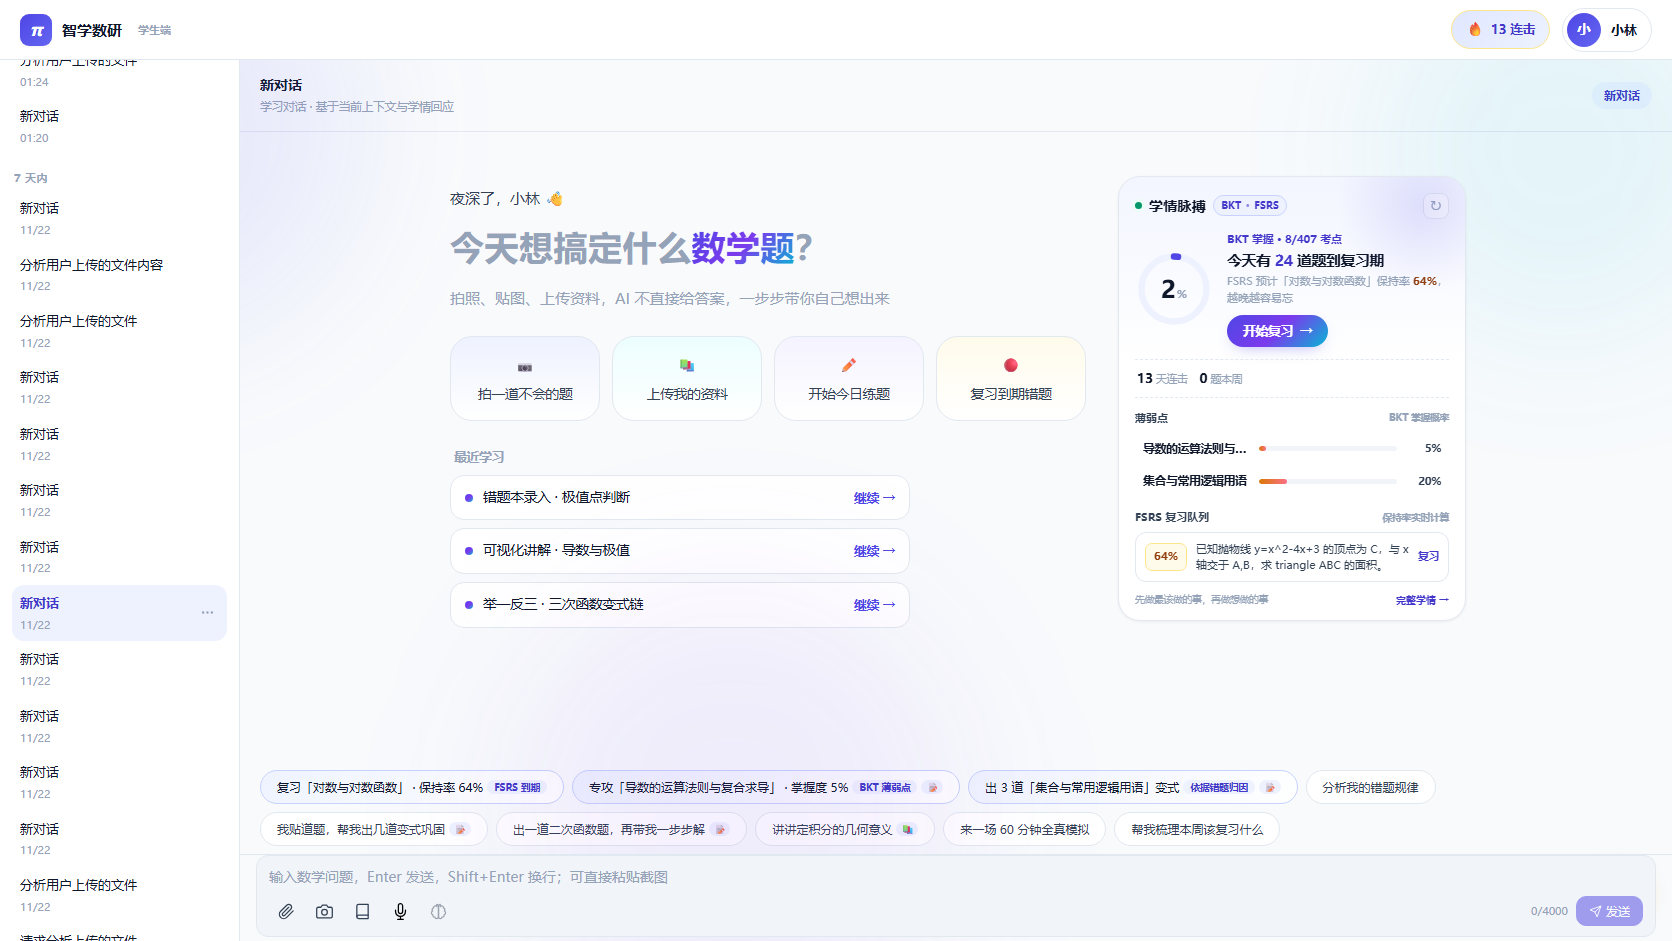 π 智学数研 学生端
13 连击
小 小林
分析用户上传的文件
01:24
新对话
01:20
7 天内
新对话
11/22
分析用户上传的文件内容
11/22
分析用户上传的文件
11/22
新对话
11/22
新对话
11/22
新对话
11/22
新对话
11/22
新对话
11/22
新对话
11/22
新对话
11/22
新对话
11/22
新对话
11/22
分析用户上传的文件
11/22
请求分析上传的文件
新对话
学习对话 · 基于当前上下文与学情回应
新对话
夜深了，小林
今天想搞定什么数学题？
拍照、贴图、上传资料，AI 不直接给答案，一步步带你自己想出来
拍一道不会的题
上传我的资料
开始今日练题
复习到期错题
最近学习
错题本录入 · 极值点判断 继续 →
可视化讲解 · 导数与极值 继续 →
举一反三 · 三次函数变式链 继续 →
学情脉搏 BKT • FSRS ↻
2%
BKT 掌握 • 8/407 考点
今天有 24 道题到复习期
FSRS 预计「对数与对数函数」保持率 64%，
越晚越容易忘
开始复习 →
13 天连击 0 题本周
薄弱点 BKT 掌握概率
导数的运算法则与... 5%
集合与常用逻辑用语 20%
FSRS 复习队列 保持率实时计算
64% 已知抛物线 y=x^2-4x+3 的顶点为 C，与 x
轴交于 A,B，求 triangle ABC 的面积。 复习
先做最该做的事，再做想做的事 完整学情 →
复习「对数与对数函数」 · 保持率 64% FSRS 到期
专攻「导数的运算法则与复合求导」 · 掌握度 5% BKT 薄弱点
出 3 道「集合与常用逻辑用语」变式 依据错题归因
分析我的错题规律
我贴道题，帮我出几道变式巩固
出一道二次函数题，再带我一步步解
讲讲定积分的几何意义
来一场 60 分钟全真模拟
帮我梳理本周该复习什么
输入数学问题，Enter 发送，Shift+Enter 换行；可直接粘贴截图
0/4000 发送